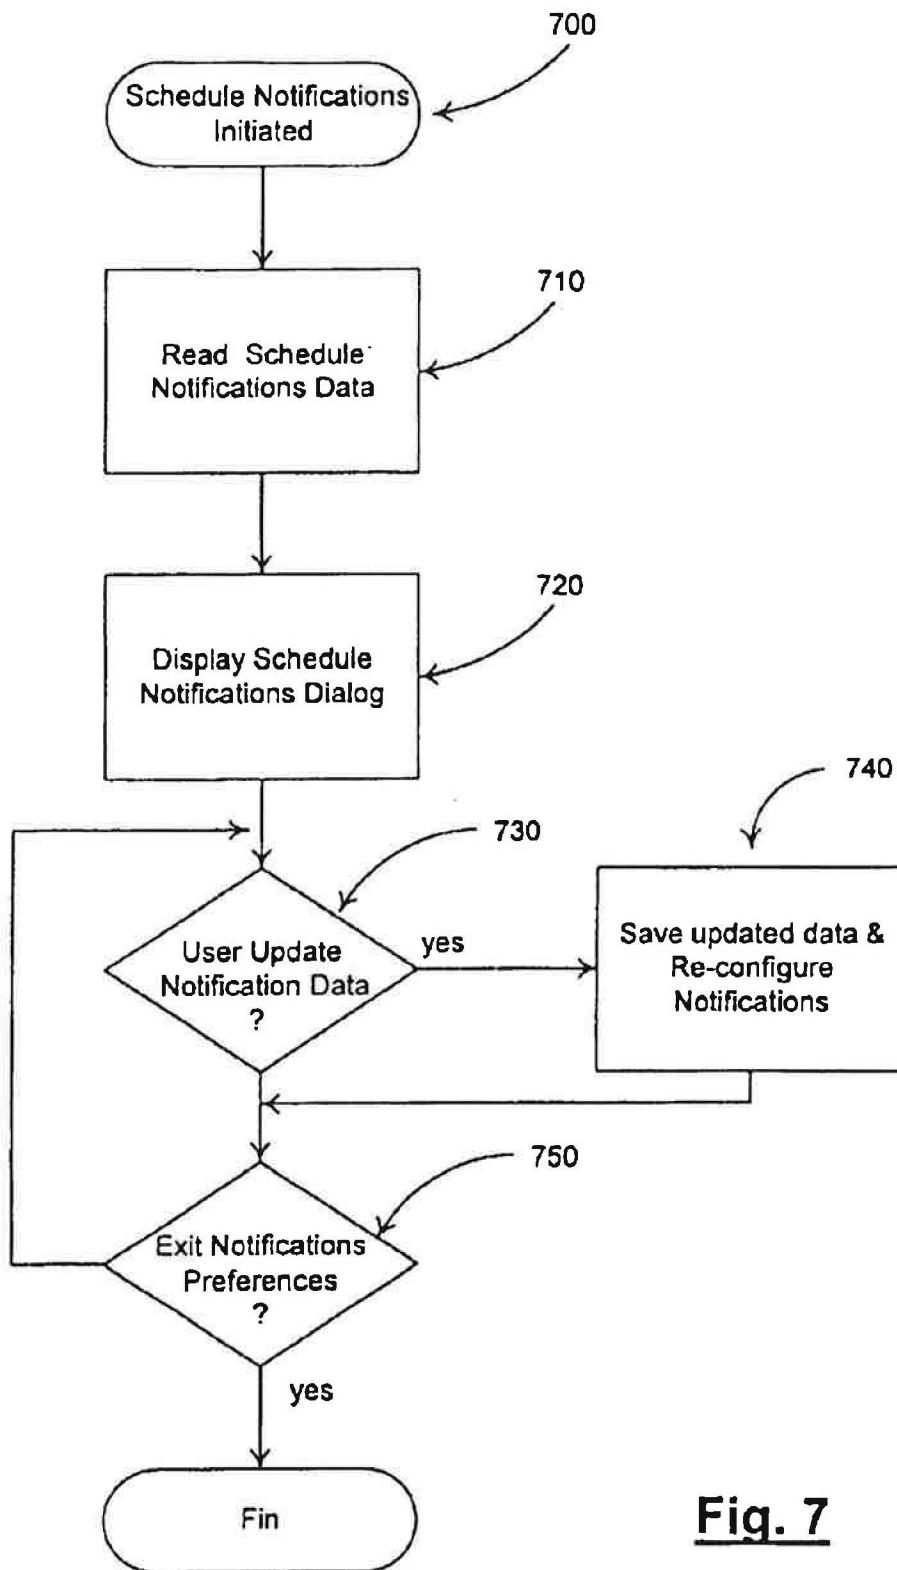 700
Schedule Notifications
Initiated
710
Read Schedule
Notifications Data
720
Display Schedule
Notifications Dialog
740
730
User Update
Notification Data
?
yes
Save updated data &
Re-configure
Notifications
750
Exit Notifications
Preferences
?
yes
Fin
Fig. 7